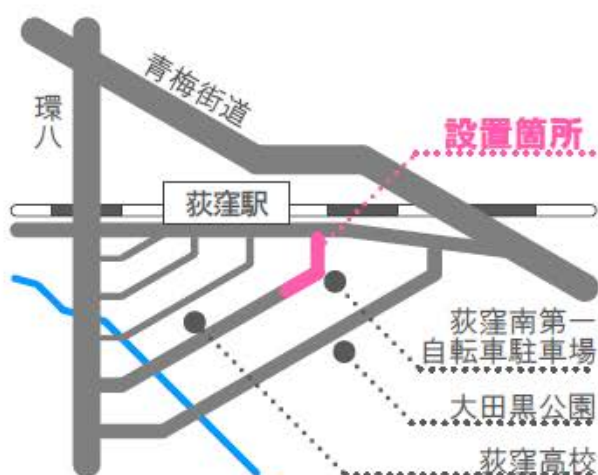 青梅街道
環八
設置箇所
荻窪駅
荻窪南第一
自転車駐車場
大田黒公園
荻窪高校